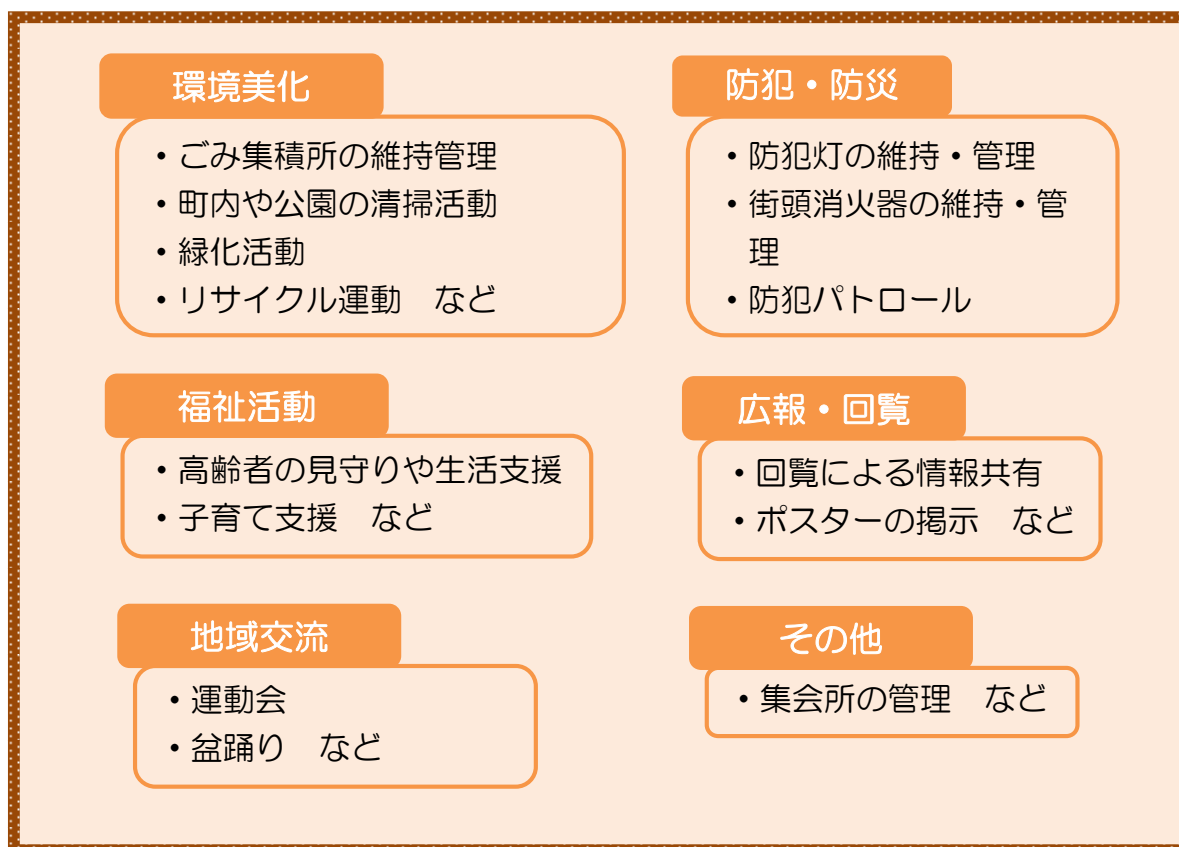 環境美化
・ごみ集積所の維持管理
・町内や公園の清掃活動
・緑化活動
・リサイクル運動　など
防犯・防災
・防犯灯の維持・管理
・街頭消火器の維持・管
理
・防犯パトロール
福祉活動
・高齢者の見守りや生活支援
・子育て支援　など
広報・回覧
・回覧による情報共有
・ポスターの掲示　など
地域交流
・運動会
・盆踊り　など
その他
・集会所の管理　など